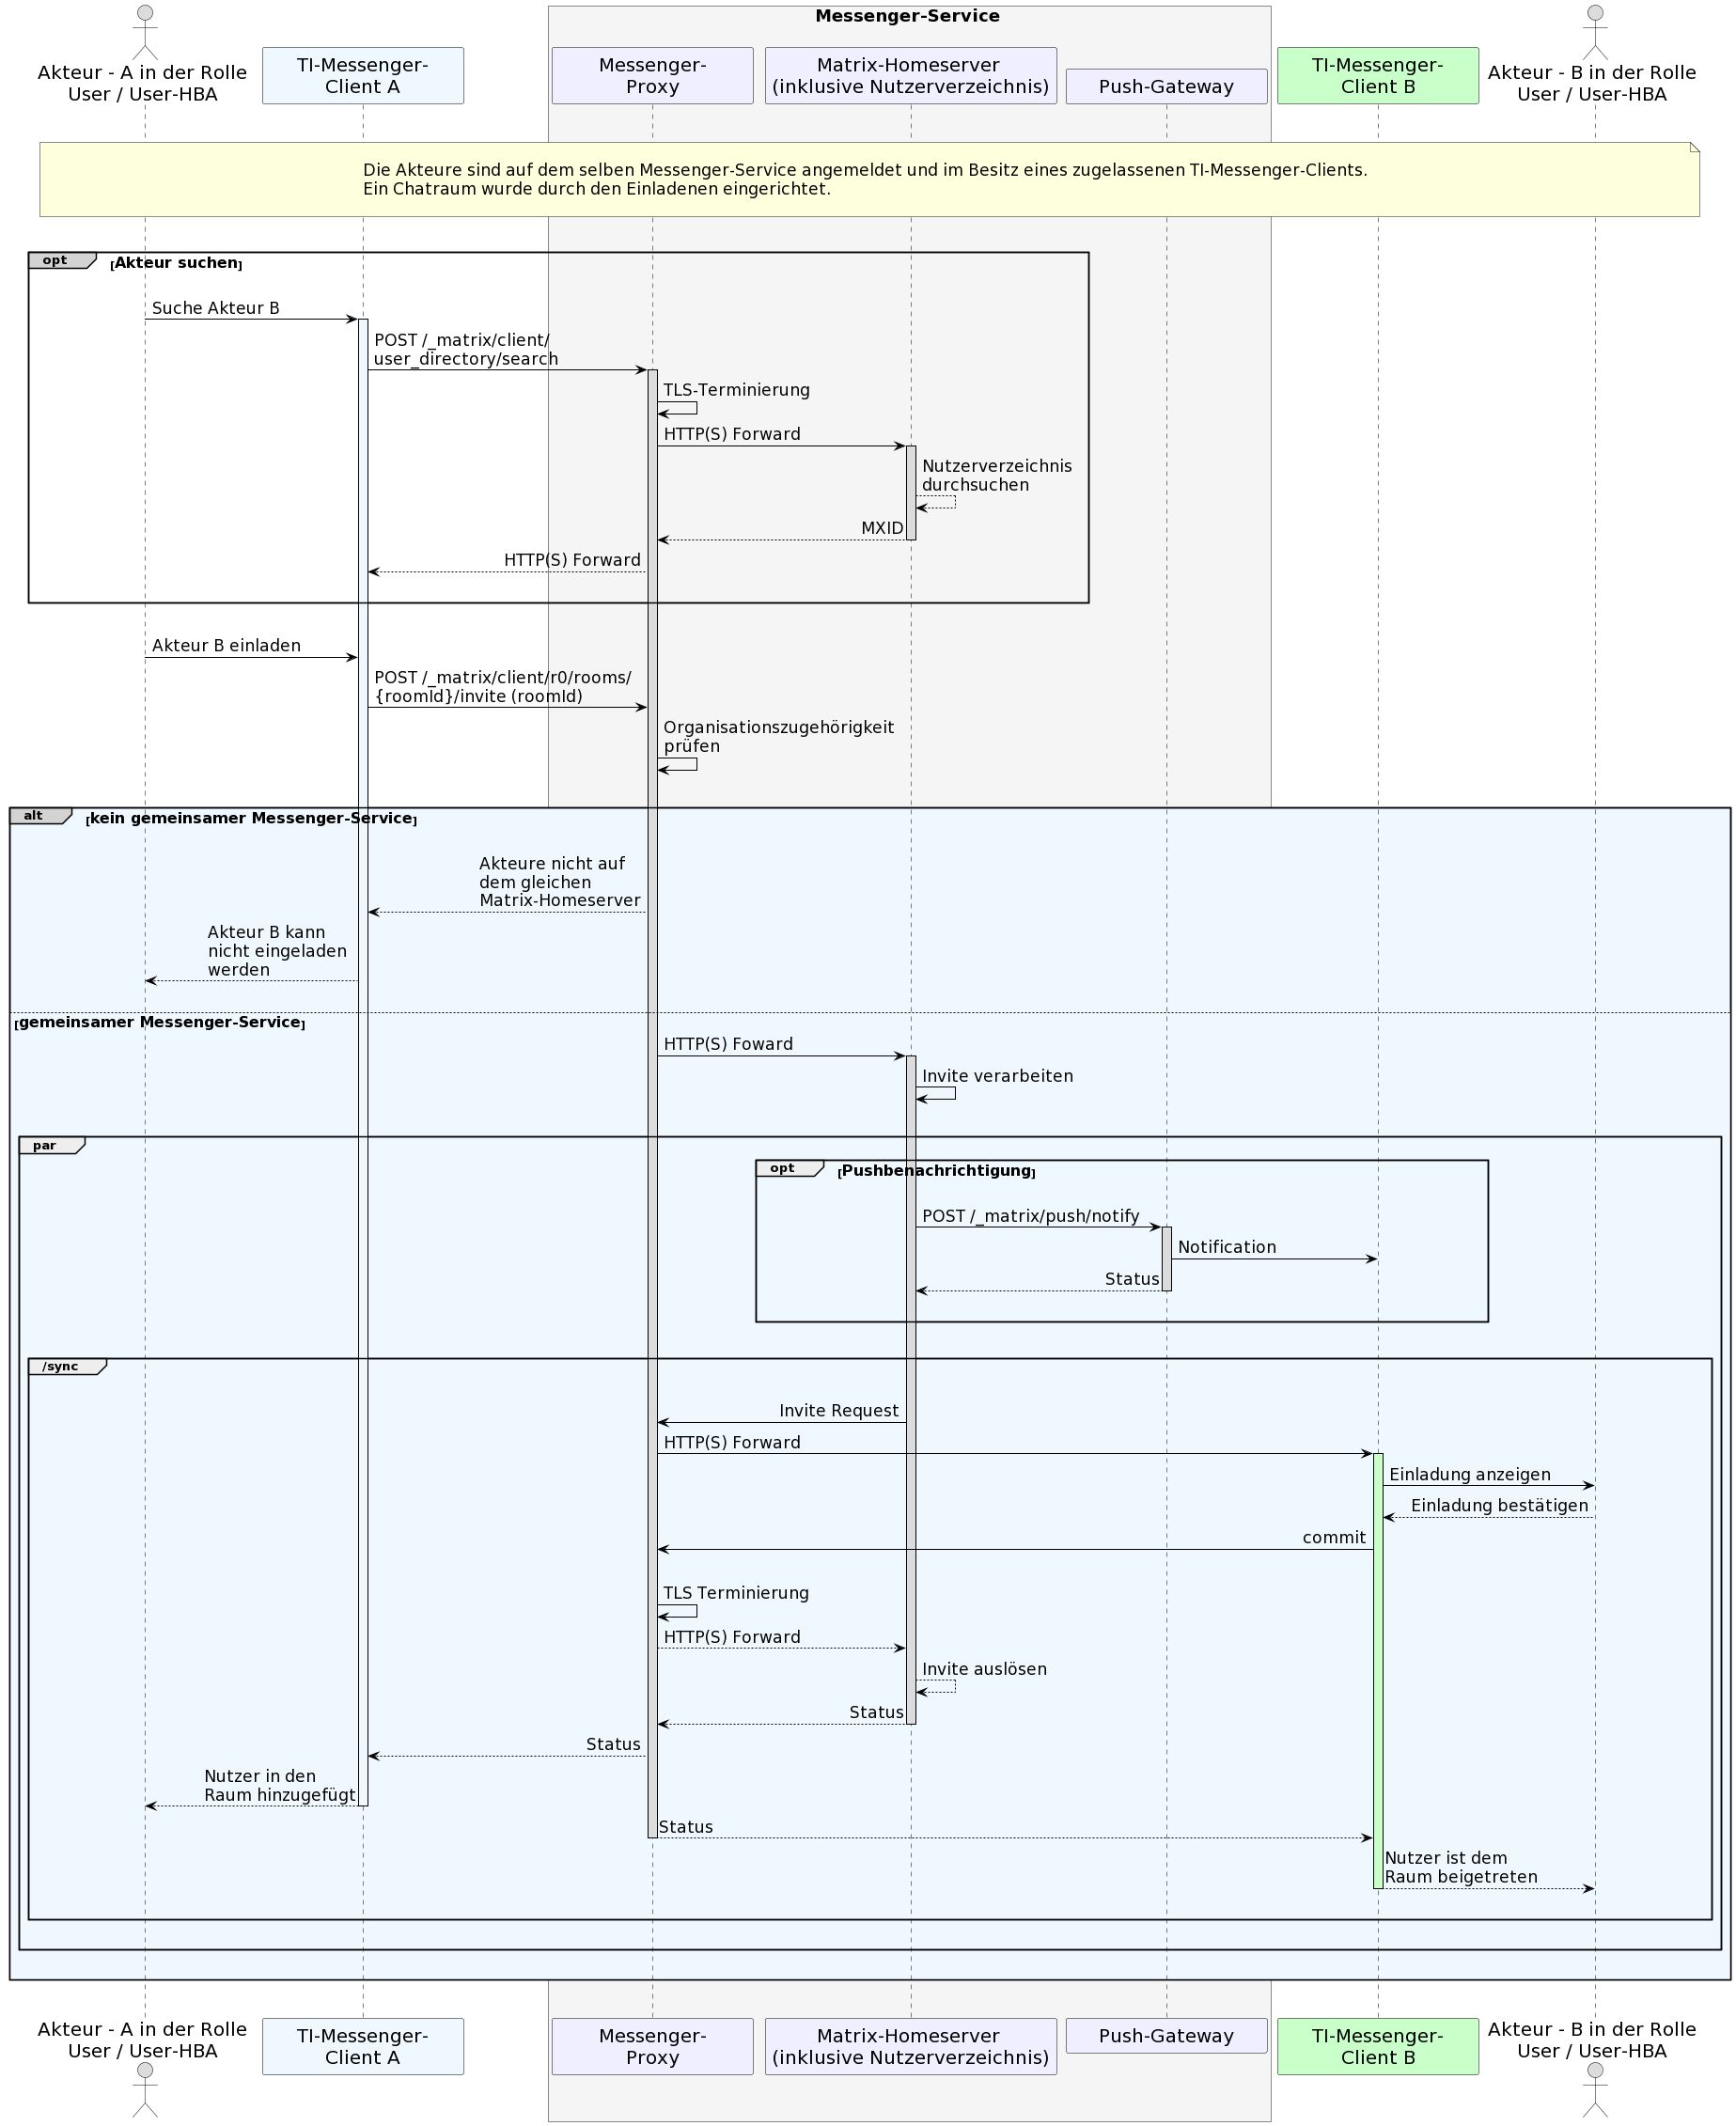 Messenger-Service
Akteur - A in der Rolle
User / User-HBA
TI-Messenger-
Client A
Messenger-
Proxy
Matrix-Homeserver
(inklusive Nutzerverzeichnis)
Push-Gateway
TI-Messenger-
Client B
Akteur - B in der Rolle
User / User-HBA
Die Akteure sind auf dem selben Messenger-Service angemeldet und im Besitz eines zugelassenen TI-Messenger-Clients.
Ein Chatraum wurde durch den Einladenen eingerichtet.
opt [Akteur suchen]
Suche Akteur B
POST /_matrix/client/
user_directory/search
TLS-Terminierung
HTTP(S) Forward
Nutzerverzeichnis
durchsuchen
MXID
HTTP(S) Forward
Akteur B einladen
POST /_matrix/client/r0/rooms/
{roomId}/invite (roomId)
Organisationszugehörigkeit
prüfen
alt [kein gemeinsamer Messenger-Service]
Akteure nicht auf
dem gleichen
Matrix-Homeserver
Akteur B kann
nicht eingeladen
werden
[gemeinsamer Messenger-Service]
HTTP(S) Foward
Invite verarbeiten
par
opt [Pushbenachrichtigung]
POST /_matrix/push/notify
Notification
Status
/sync
Invite Request
HTTP(S) Forward
Einladung anzeigen
Einladung bestätigen
commit
TLS Terminierung
HTTP(S) Forward
Invite auslösen
Status
Status
Nutzer in den
Raum hinzugefügt
Status
Nutzer ist dem
Raum beigetreten
Akteur - A in der Rolle
User / User-HBA
TI-Messenger-
Client A
Messenger-
Proxy
Matrix-Homeserver
(inklusive Nutzerverzeichnis)
Push-Gateway
TI-Messenger-
Client B
Akteur - B in der Rolle
User / User-HBA